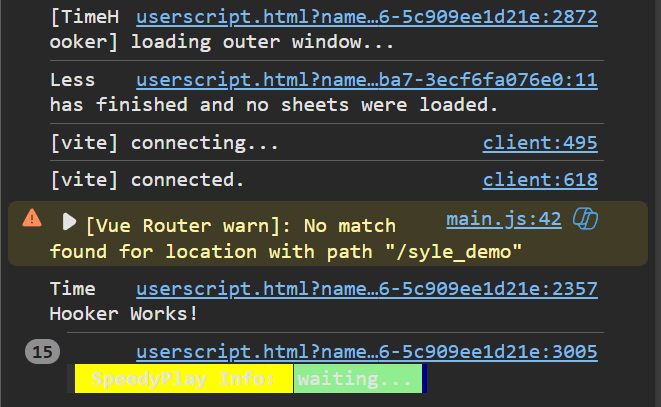 [TimeH userscript.html?name…6-5c909ee1d21e:2872
ooker] loading outer window...
Less userscript.html?name…ba7-3ecf6fa076e0:11
has finished and no sheets were loaded.
[vite] connecting... client:495
[vite] connected. client:618
[Vue Router warn]: No match main.js:42
found for location with path "/syle_demo"
Time userscript.html?name…6-5c909ee1d21e:2357
Hooker Works!
15 userscript.html?name…6-5c909ee1d21e:3005
SpeedyPlay Info: waiting...